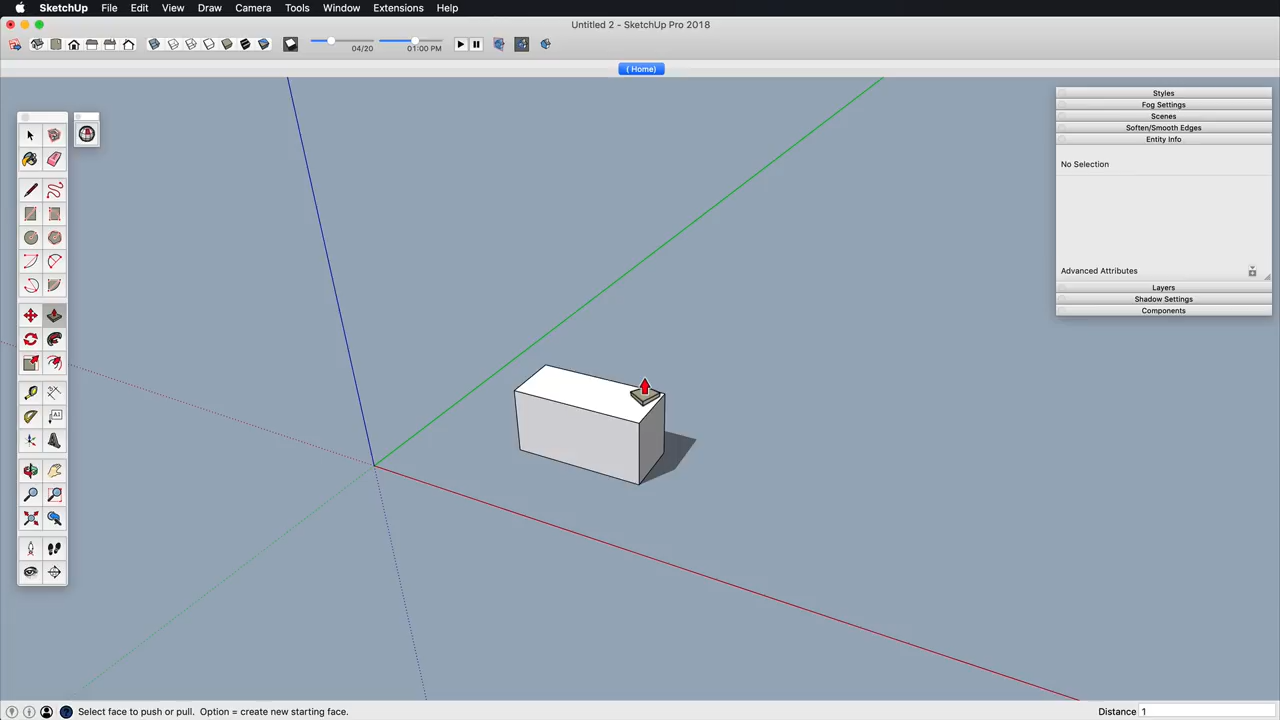 SketchUp File Edit View Draw Camera Tools Window Extensions Help
Untitled 2 - SketchUp Pro 2018
04/20 01:00 PM
( Home)
Styles
Fog Settings
Scenes
Soften/Smooth Edges
Entity Info
No Selection
Advanced Attributes
Layers
Shadow Settings
Components
A1
Select face to push or pull. Option = create new starting face.
Distance 1